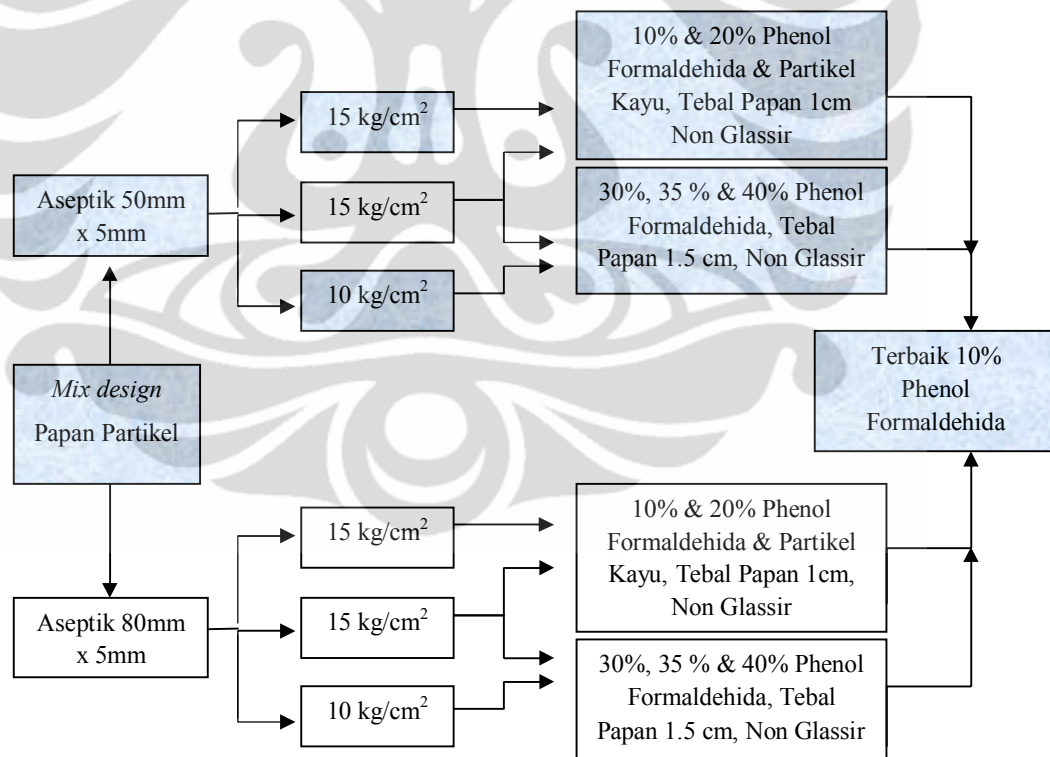 10% & 20% Phenol
Formaldehida & Partikel
Kayu, Tebal Papan 1cm
Non Glassir
15 kg/cm²
Aseptik 50mm
x 5mm
15 kg/cm²
30%, 35 % & 40% Phenol
Formaldehida, Tebal
Papan 1.5 cm, Non Glassir
10 kg/cm²
Mix design
Papan Partikel
Terbaik 10%
Phenol
Formaldehida
10% & 20% Phenol
Formaldehida & Partikel
Kayu, Tebal Papan 1cm,
Non Glassir
15 kg/cm²
Aseptik 80mm
x 5mm
15 kg/cm²
30%, 35 % & 40% Phenol
Formaldehida, Tebal
Papan 1.5 cm, Non Glassir
10 kg/cm²